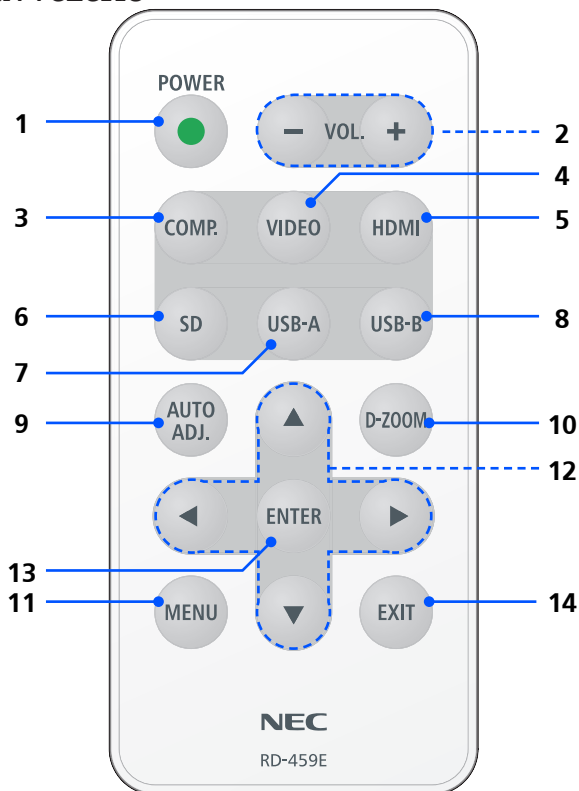 POWER
1
VOL.
2
4
3
COMP.
VIDEO
HDMI
5
6
SD
USB-A
USB-B
8
7
9
AUTO
ADJ.
D-ZOOM
10
12
ENTER
13
11
MENU
EXIT
14
NEC
RD-459E